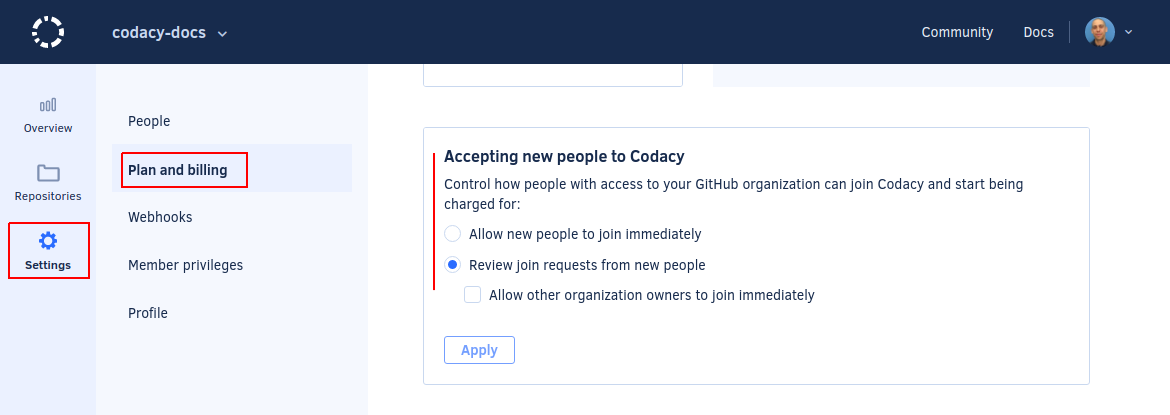 codacy-docs
Community
Docs
Overview
Repositories
Settings
People
Plan and billing
Webhooks
Member privileges
Profile
Accepting new people to Codacy
Control how people with access to your GitHub organization can join Codacy and start being
charged for:
Allow new people to join immediately
Review join requests from new people
Allow other organization owners to join immediately
Apply